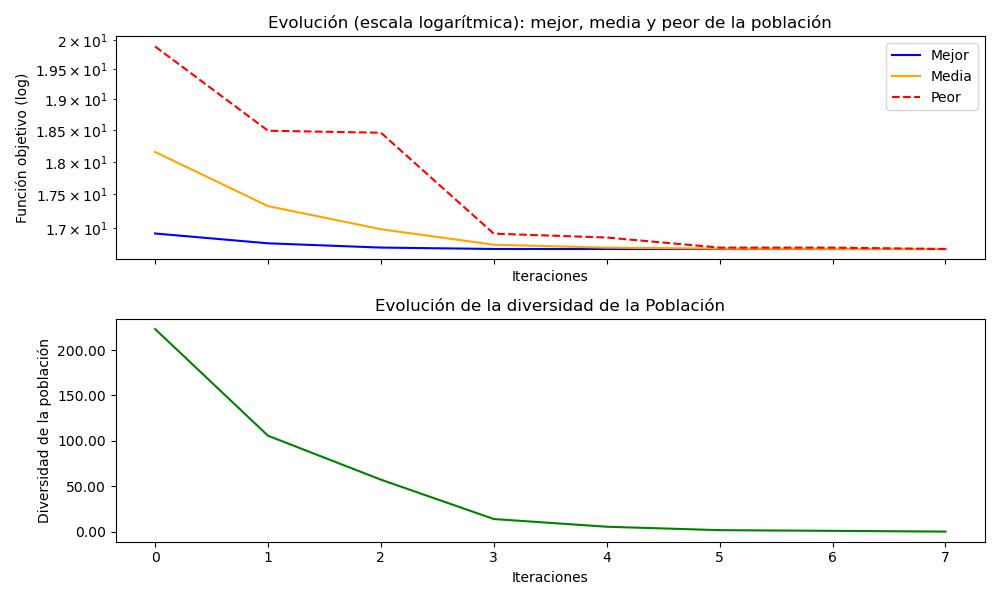 Evolución (escala logarítmica): mejor, media y peor de la población
Función objetivo (log)
2 × 10¹
1.95 × 10¹
1.9 × 10¹
1.85 × 10¹
1.8 × 10¹
1.75 × 10¹
1.7 × 10¹
Mejor
Media
Peor
Iteraciones
Evolución de la diversidad de la Población
Diversidad de la población
200.00
150.00
100.00
50.00
0.00
0 1 2 3 4 5 6 7
Iteraciones